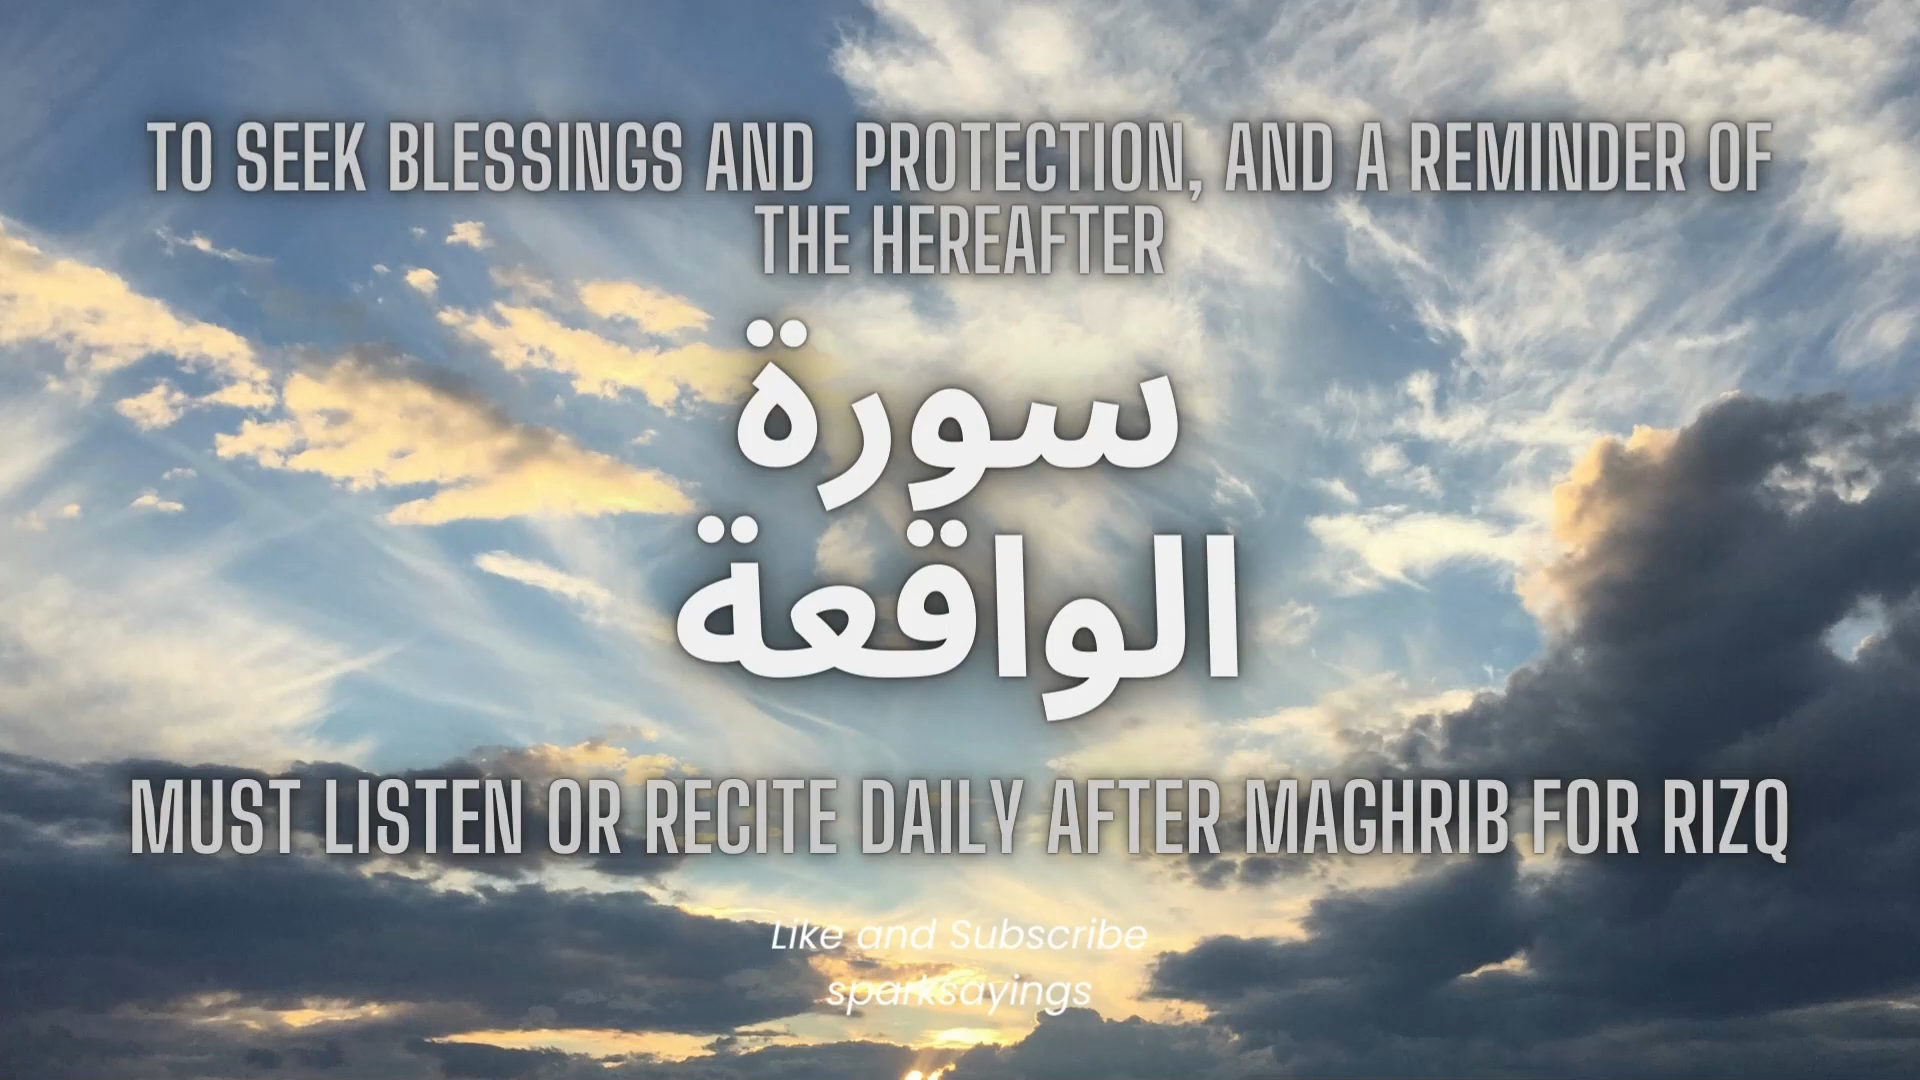 TO SEEK BLESSINGS AND PROTECTION, AND A REMINDER OF
THE HEREAFTER
سورة
الواقعة
MUST LISTEN OR RECITE DAILY AFTER MAGHRIB FOR RIZQ
Like and Subscribe
sparksayings